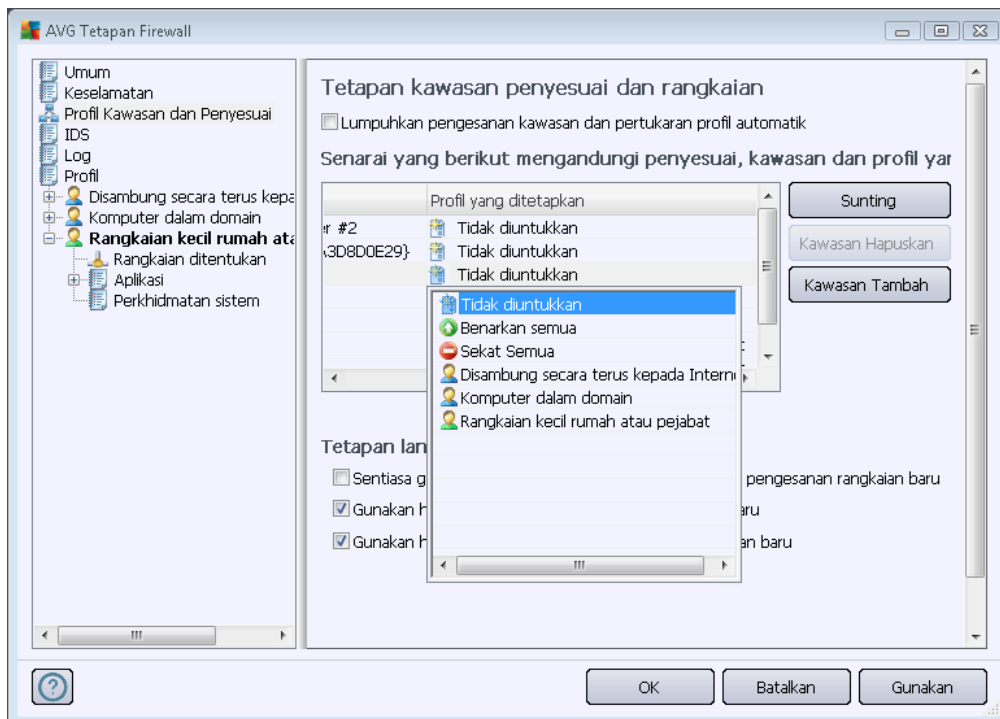 AVG Tetapan Firewall
Umum
Keselamatan
Profil Kawasan dan Penyesuai
IDS
Log
Profil
Disambung secara terus kepa
Komputer dalam domain
Rangkaian kecil rumah ata
Rangkaian ditentukan
Aplikasi
Perkhidmatan sistem
Tetapan kawasan penyesuai dan rangkaian
Lumpuhkan pengesanan kawasan dan pertukaran profil automatik
Senarai yang berikut mengandungi penyesuai, kawasan dan profil yar
Profil yang ditetapkan
r #2 Tidak diuntukkan
3D8D0E29} Tidak diuntukkan
Tidak diuntukkan
Tidak diuntukkan
Benarkan semua
Sekat Semua
Disambung secara terus kepada Intern
Komputer dalam domain
Rangkaian kecil rumah atau pejabat
Sunting
Kawasan Hapuskan
Kawasan Tambah
Tetapan lan
Sentiasa g pengesanan rangkaian baru
Gunakan h aru
Gunakan h an baru
OK
Batalkan
Gunakan